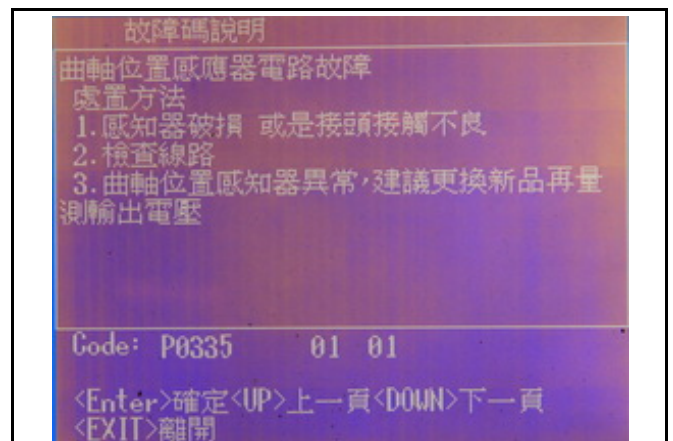 故障碼說明
曲軸位置感應器電路故障
處置方法
1.感知器破損 或是接頭接觸不良
2.檢查線路
3.曲軸位置感知器異常,建議更換新品再量
測輸出電壓
Code: P0335 01 01
<Enter>確定<UP>上一頁<DOWN>下一頁
<EXIT>離開